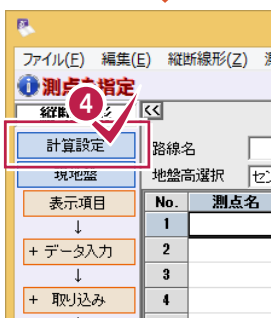 ファイル(F) 編集(E) 縦断線形(Z)
測点を指定
4
<<
計算設定
路線名
現地盤
地盤高選択
表示項目
No. 測点名
↓
1
+ データ入力
2
↓
3
+ 取り込み
4